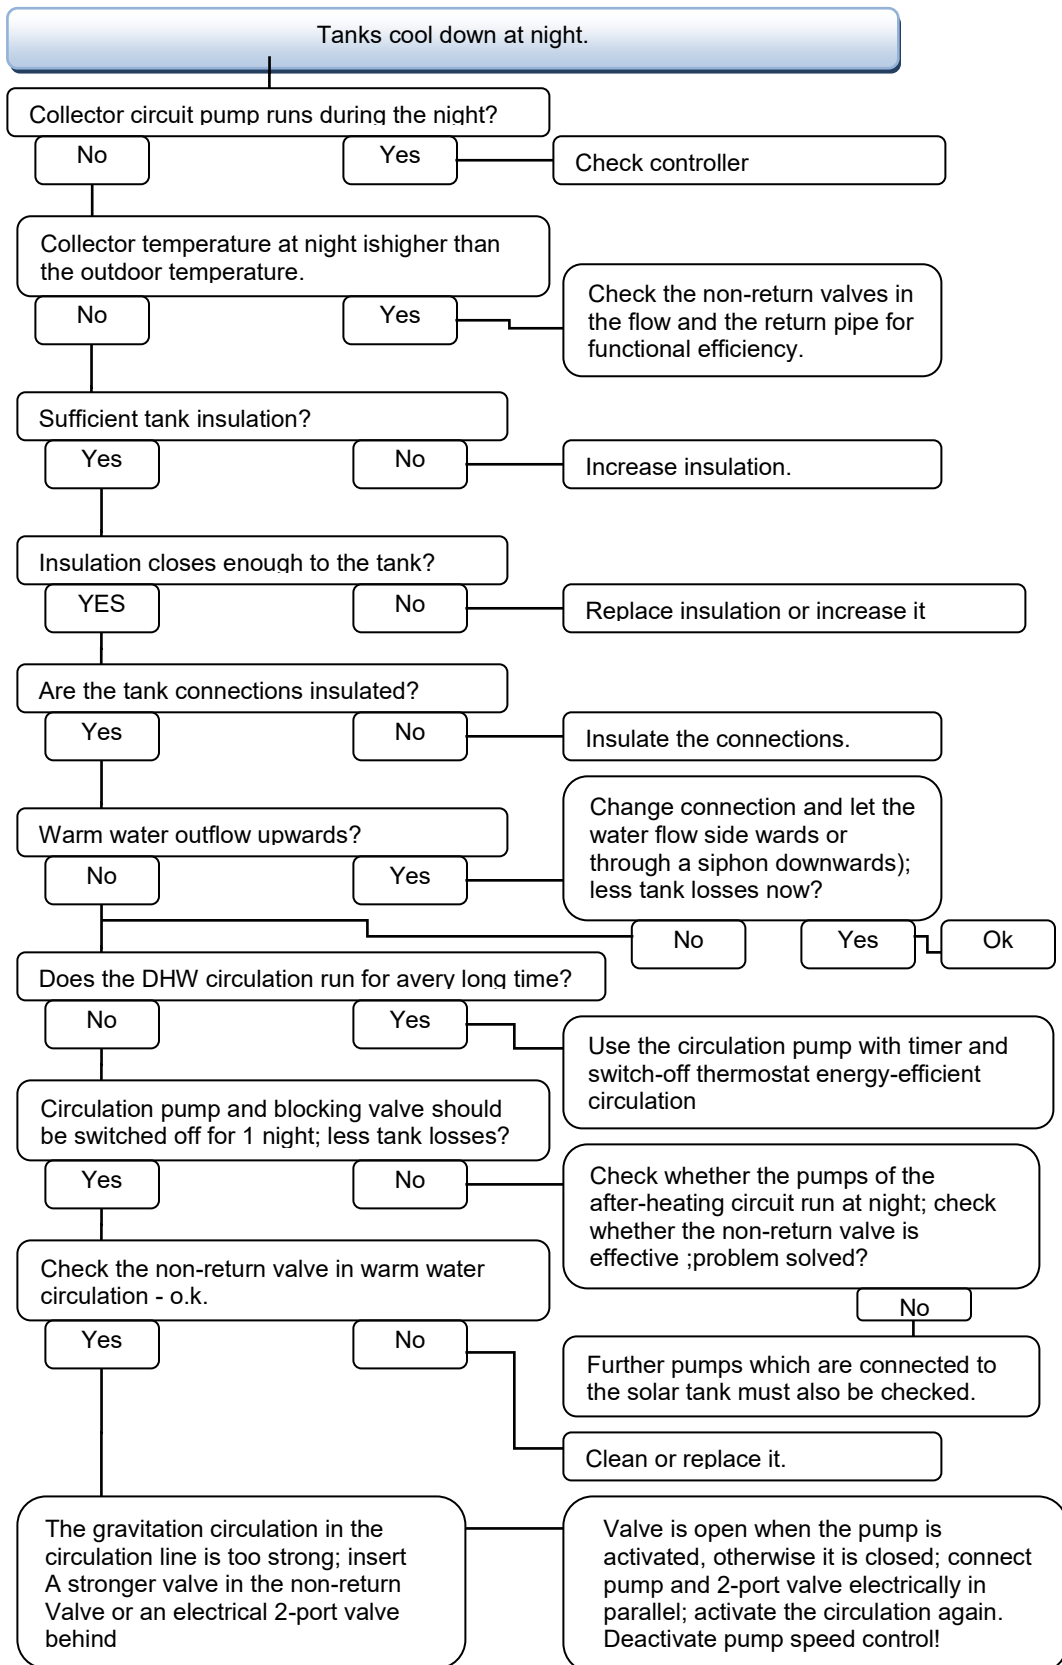 Tanks cool down at night.
Collector circuit pump runs during the night?
No
Yes
Check controller
Collector temperature at night ishigher than
the outdoor temperature.
No
Yes
Check the non-return valves in
the flow and the return pipe for
functional efficiency.
Sufficient tank insulation?
Yes
No
Increase insulation.
Insulation closes enough to the tank?
YES
No
Replace insulation or increase it
Are the tank connections insulated?
Yes
No
Insulate the connections.
Warm water outflow upwards?
No
Yes
Change connection and let the
water flow side wards or
through a siphon downwards);
less tank losses now?
No
Yes
Ok
Does the DHW circulation run for avery long time?
No
Yes
Use the circulation pump with timer and
switch-off thermostat energy-efficient
circulation
Circulation pump and blocking valve should
be switched off for 1 night; less tank losses?
Yes
No
Check whether the pumps of the
after-heating circuit run at night; check
whether the non-return valve is
effective ;problem solved?
No
Further pumps which are connected to
the solar tank must also be checked.
Check the non-return valve in warm water
circulation - o.k.
Yes
No
Clean or replace it.
The gravitation circulation in the
circulation line is too strong; insert
A stronger valve in the non-return
Valve or an electrical 2-port valve
behind
Valve is open when the pump is
activated, otherwise it is closed; connect
pump and 2-port valve electrically in
parallel; activate the circulation again.
Deactivate pump speed control!